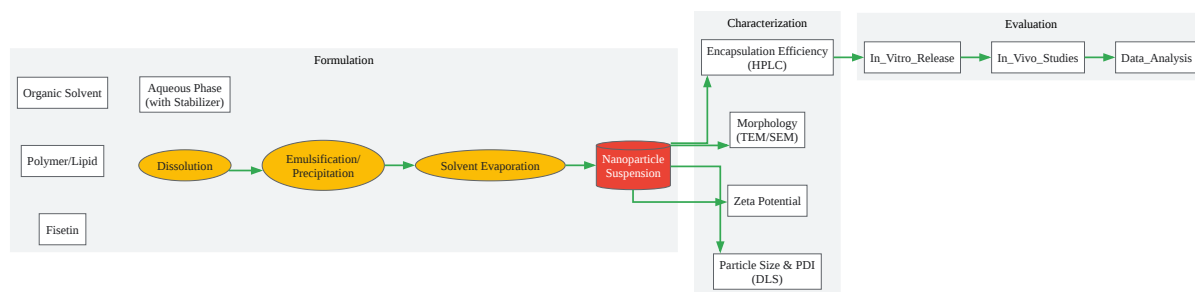 Formulation
Organic Solvent
Aqueous Phase
(with Stabilizer)
Polymer/Lipid
Dissolution
Emulsification/
Precipitation
Solvent Evaporation
Nanoparticle
Suspension
Fisetin
Characterization
Encapsulation Efficiency
(HPLC)
Morphology
(TEM/SEM)
Zeta Potential
Particle Size & PDI
(DLS)
Evaluation
In_Vitro_Release
In_Vivo_Studies
Data_Analysis